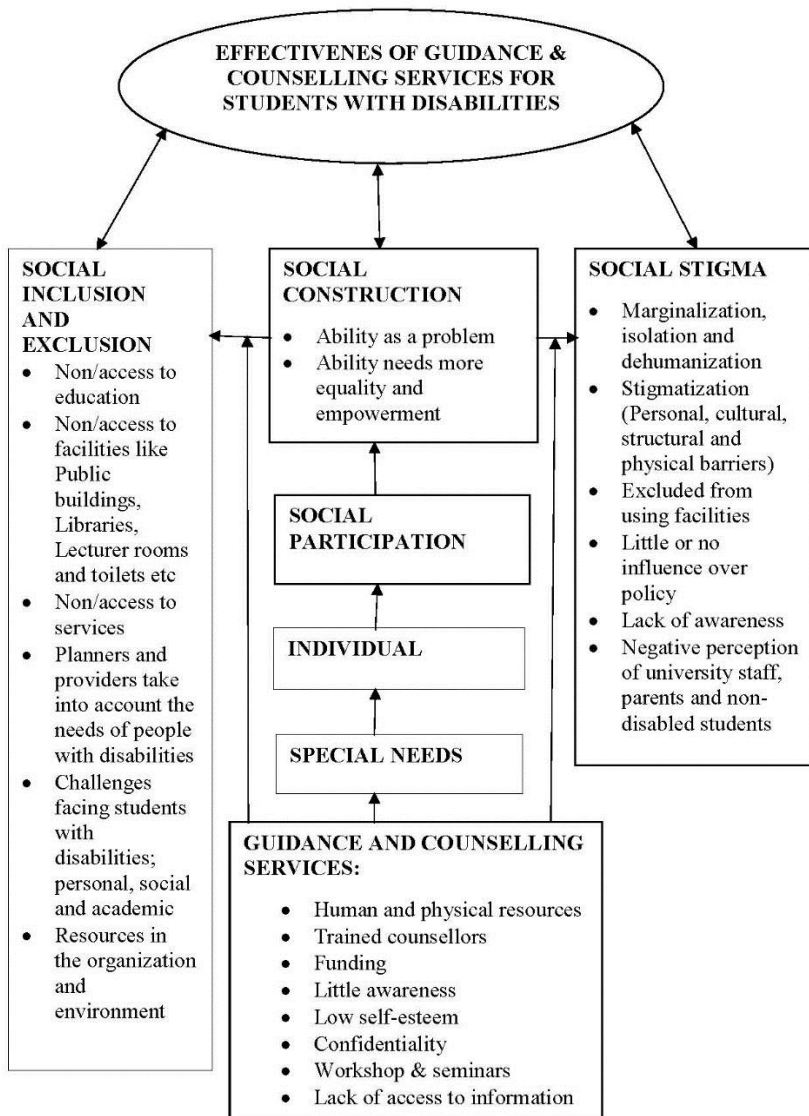 EFFECTIVENES OF GUIDANCE &
COUNSELLING SERVICES FOR
STUDENTS WITH DISABILITIES
SOCIAL
INCLUSION
AND
EXCLUSION
• Non/access to
education
• Non/access to
facilities like
Public
buildings,
Libraries,
Lecturer rooms
and toilets etc
• Non/access to
services
• Planners and
providers take
into account the
needs of people
with disabilities
• Challenges
facing students
with
disabilities;
personal, social
and academic
• Resources in
the organization
and
environment
SOCIAL
CONSTRUCTION
• Ability as a problem
• Ability needs more
equality and
empowerment
SOCIAL
PARTICIPATION
INDIVIDUAL
SPECIAL NEEDS
GUIDANCE AND COUNSELLING
SERVICES:
• Human and physical resources
• Trained counsellors
• Funding
• Little awareness
• Low self-esteem
• Confidentiality
• Workshop & seminars
• Lack of access to information
SOCIAL STIGMA
• Marginalization,
isolation and
dehumanization
• Stigmatization
(Personal, cultural,
structural and
physical barriers)
• Excluded from
using facilities
• Little or no
influence over
policy
• Lack of awareness
• Negative perception
of university staff,
parents and non-
disabled students